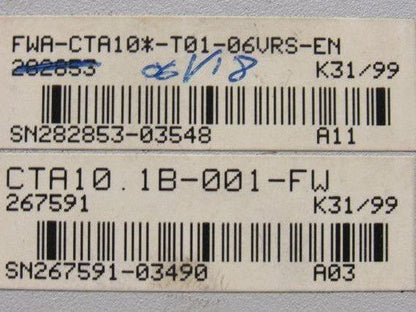 FWA-CTA10*-T01-06VRS-EN
282853 06V18 K31/99
SN282853-03548 A11
CTA10.1B-001-FW
267591 K31/99
SN267591-03490 A03